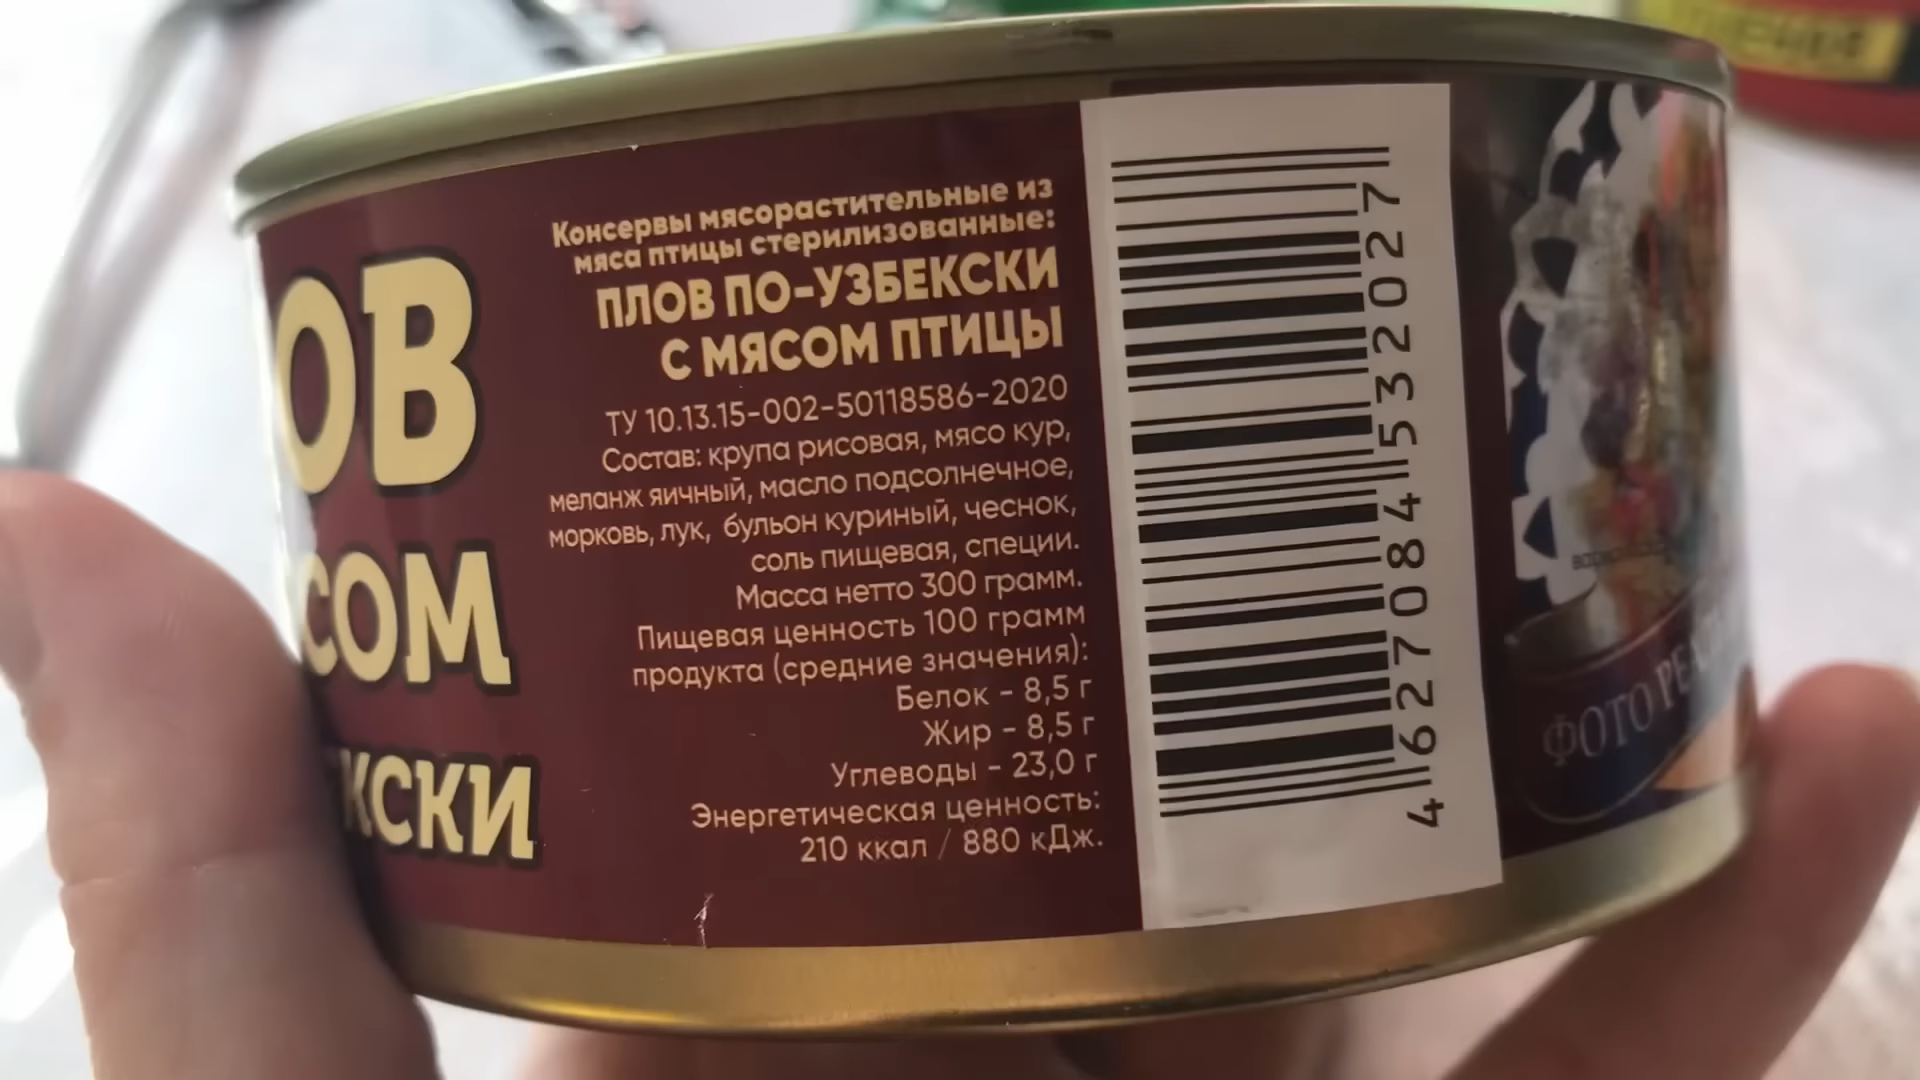 ОВ
СОМ
КСКИ
Консервы мясорастительные из
мяса птицы стерилизованные:
ПЛОВ ПО-УЗБЕКСКИ
С МЯСОМ ПТИЦЫ
ТУ 10.13.15-002-50118586-2020
Состав: крупа рисовая, мясо кур,
меланж яичный, масло подсолнечное,
морковь, лук, бульон куриный, чеснок,
соль пищевая, специи.
Масса нетто 300 грамм.
Пищевая ценность 100 грамм
продукта (средние значения):
Белок - 8,5 г
Жир - 8,5 г
Углеводы - 23,0 г
Энергетическая ценность:
210 ккал / 880 кДж.
4 627084 532027
ФОТО